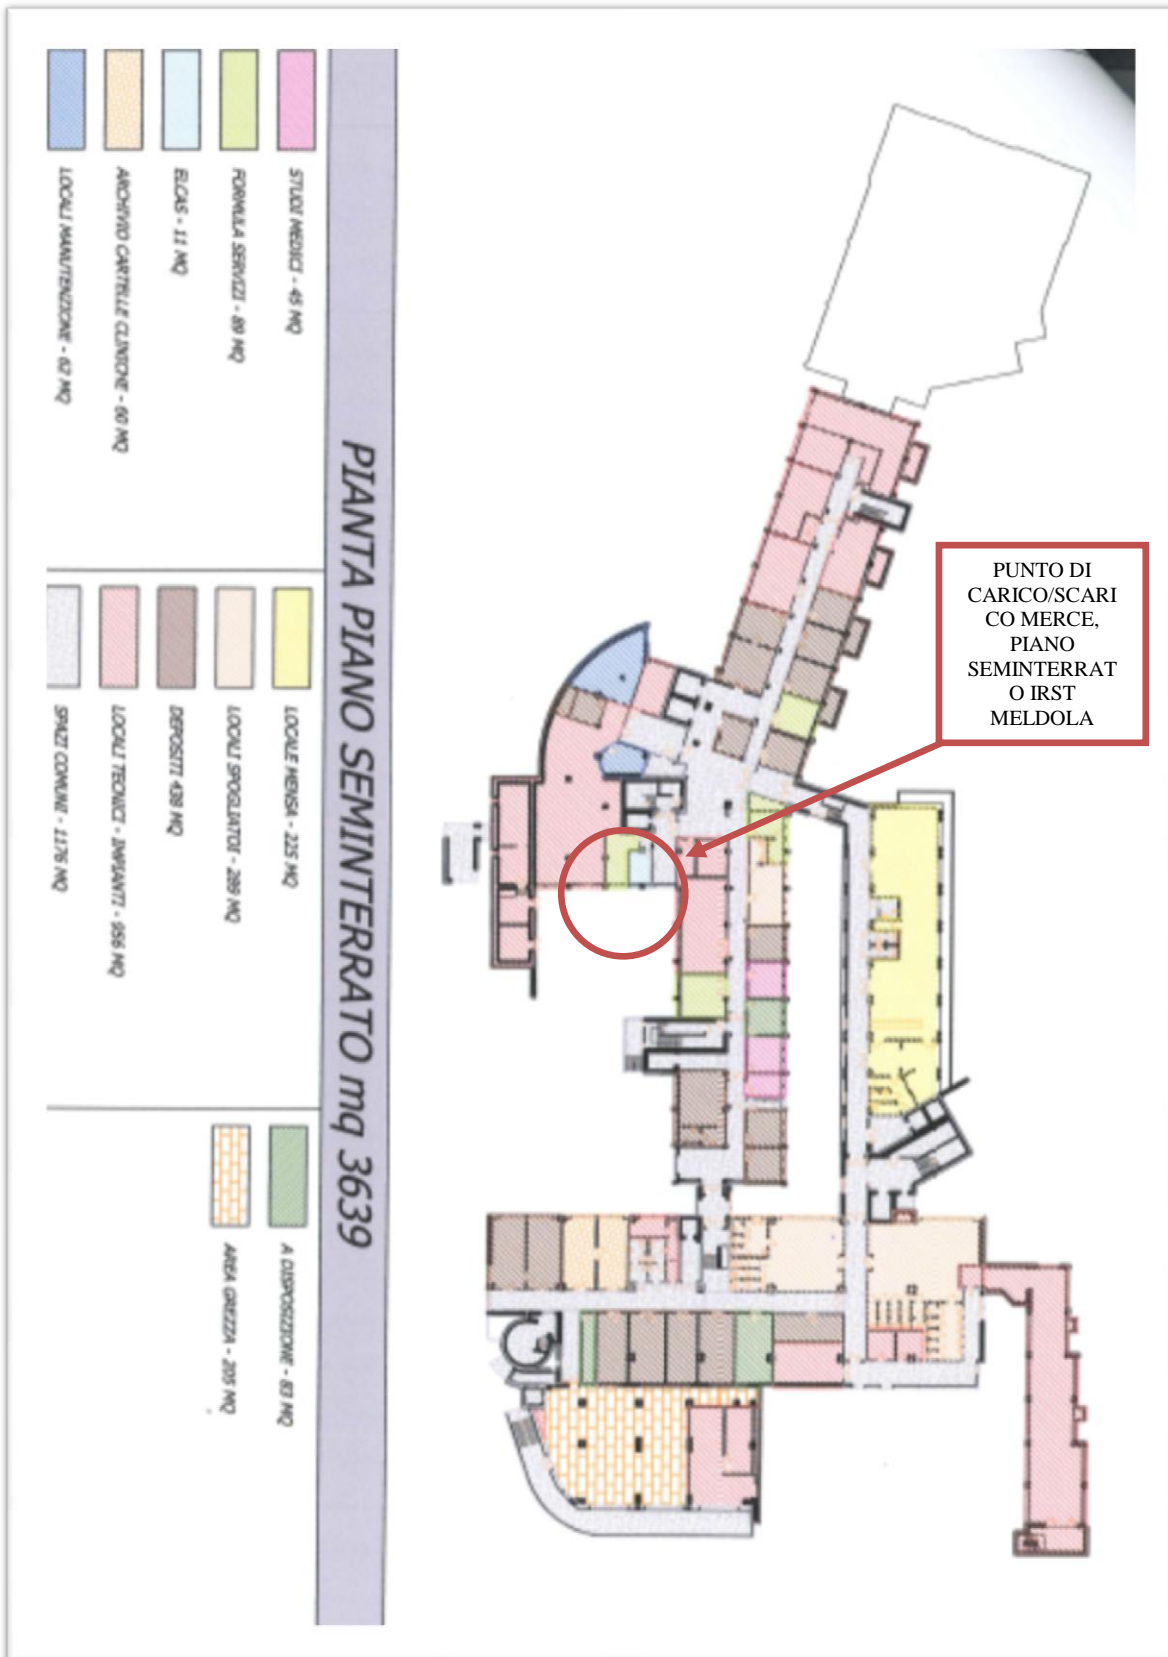 PUNTO DI
CARICO/SCARI
CO MERCE,
PIANO
SEMINTERRAT
O IRST
MELDOLA
PIANTA PIANO SEMINTERRATO mq 3639
STUDI MEDICI - 45 MQ
FORMULA SERVIZI - 89 MQ
ELCAS - 11 MQ
ARCHIVIO CARTELLE CLINICHE - 60 MQ
LOCALI MANUTENZIONE - 62 MQ
LOCALE MENSA - 225 MQ
LOCALI SPOGLIATOI - 289 MQ
DEPOSITI 438 MQ
LOCALI TECNICI - IMPIANTI - 956 MQ
SPAZI COMUNI - 1176 MQ
A DISPOSIZIONE - 83 MQ
AREA GREZZA - 205 MQ